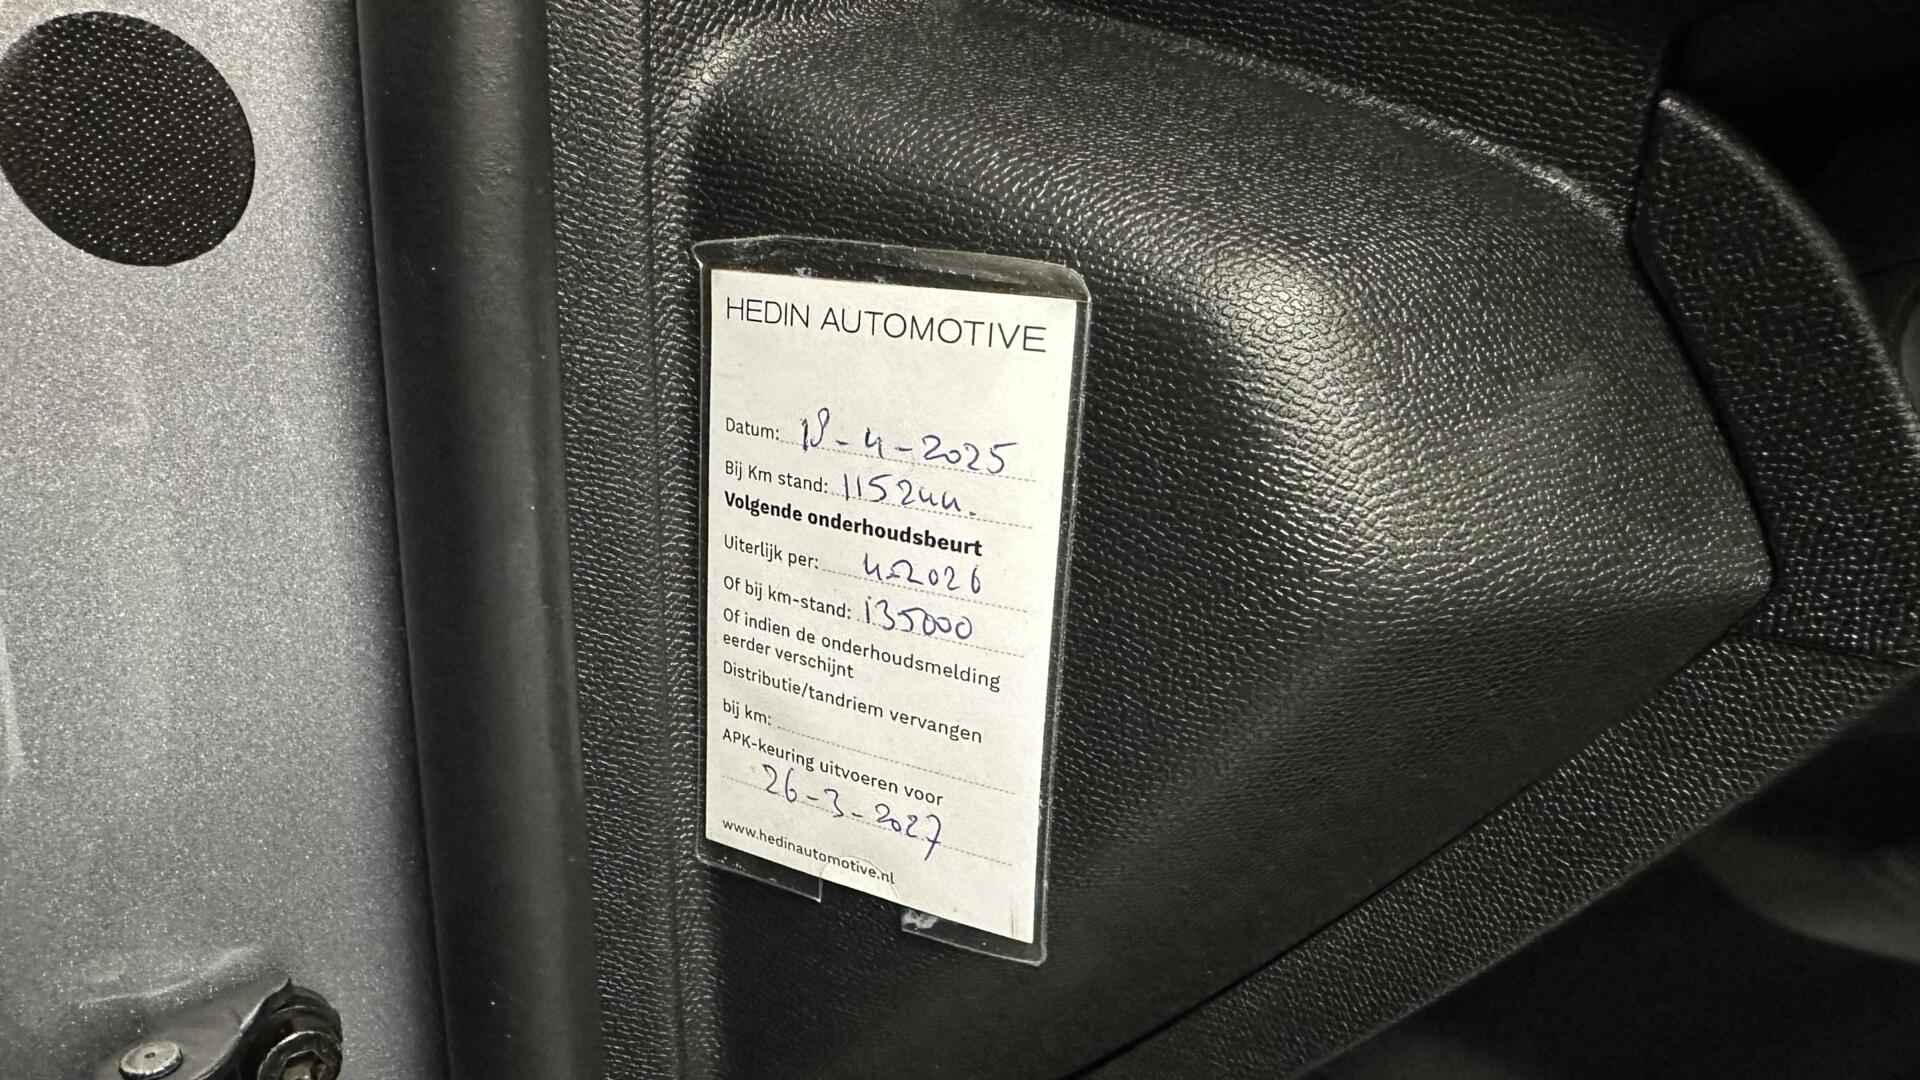 HEDIN AUTOMOTIVE
Datum: 18-4-2025
Bij Km stand: 115244.
Volgende onderhoudsbeurt
Uiterlijk per: 4-2026
Of bij km-stand: 135000
Of indien de onderhoudsmelding
eerder verschijnt
Distributie/tandriem vervangen
bij km:
APK-keuring uitvoeren voor
26-3-2027
www.hedinautomotive.nl